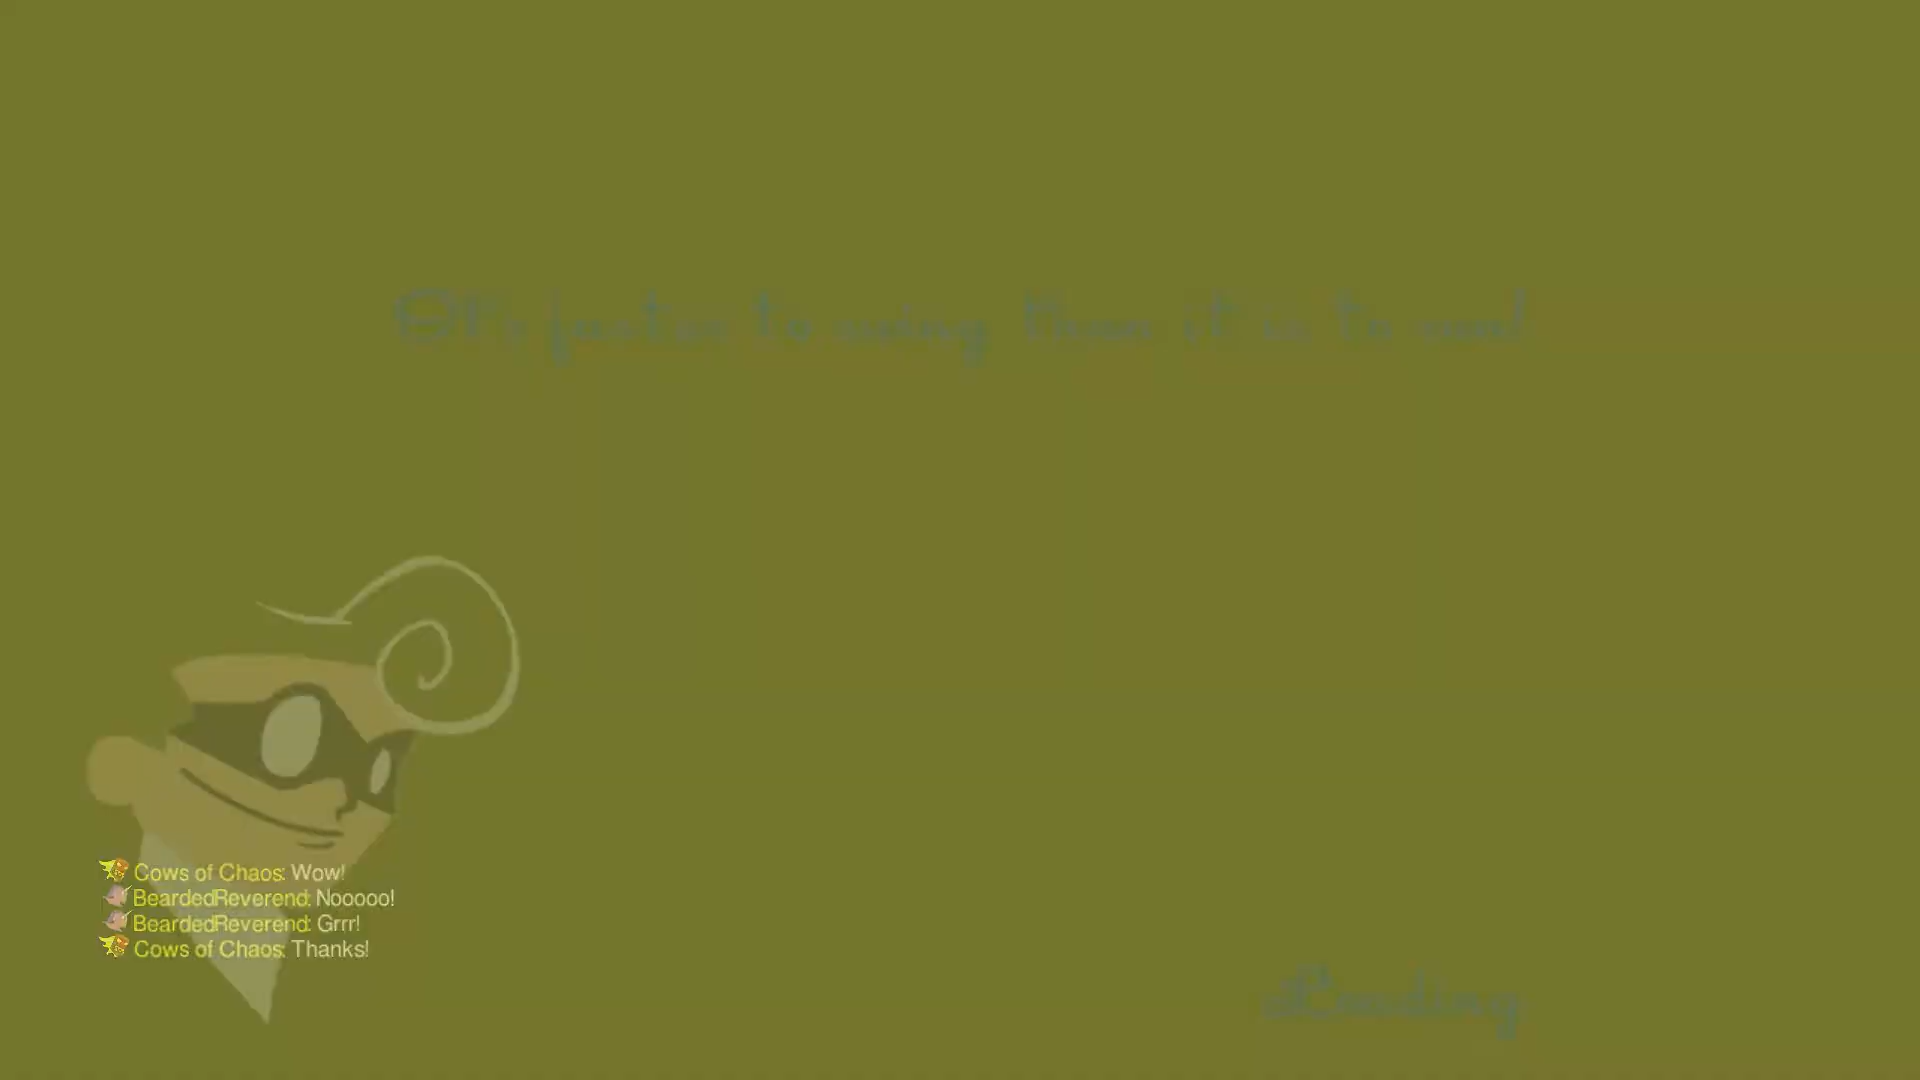 It's faster to swing than it is to run!
Cows of Chaos: Wow!
BeardedReverend: Nooooo!
BeardedReverend: Grrr!
Cows of Chaos: Thanks!
Loading